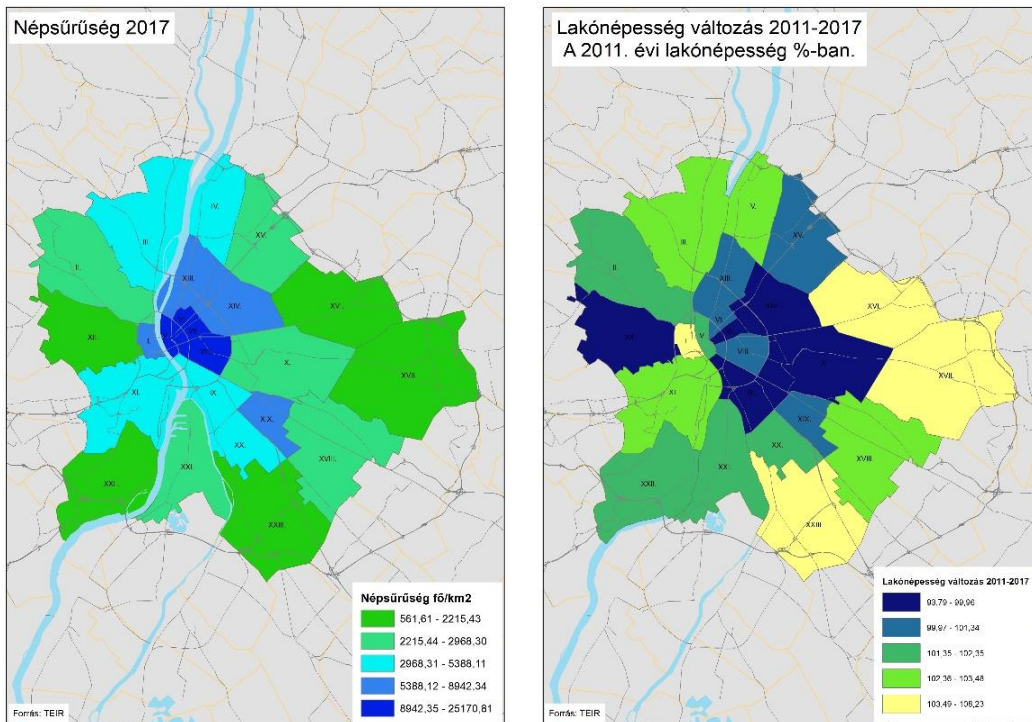 Népsűrűség 2017
III.
IV.
XV.
II.
XIII.
XIV.
XVI.
XII.
I.
X.
XVII.
XI.
IX.
XIX.
XX.
XVIII.
XXII.
XXI.
XXIII.
Népsűrűség fő/km2
561,61 - 2215,43
2215,44 - 2968,30
2968,31 - 5388,11
5388,12 - 8942,34
8942,35 - 25170,81
Forrás: TEIR
Lakónépesség változás 2011-2017
A 2011. évi lakónépesség %-ban.
III.
V.
XV.
II.
XIII.
XVI.
VI.
I.
V.
VIII.
X.
XVII.
XI.
XIX.
XX.
XVIII.
XXII.
XXI.
XXIII.
Lakónépesség változás 2011-2017
93,79 - 99,96
99,97 - 101,34
101,35 - 102,35
102,36 - 103,48
103,49 - 108,23
Forrás: TEIR